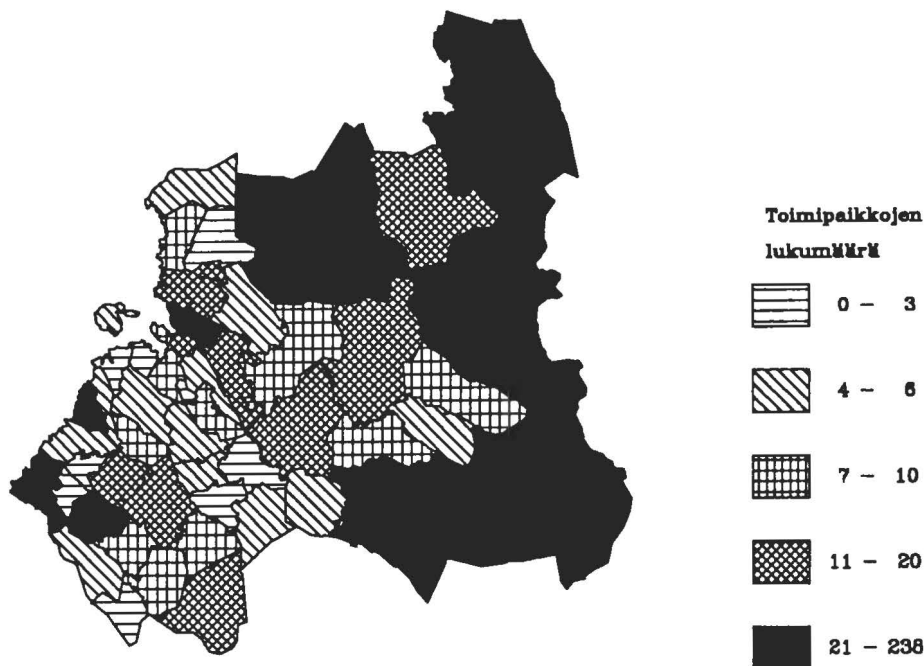 Toimipaikkojen
lukumÄÄrÄ
0 - 3
4 - 6
7 - 10
11 - 20
21 - 238